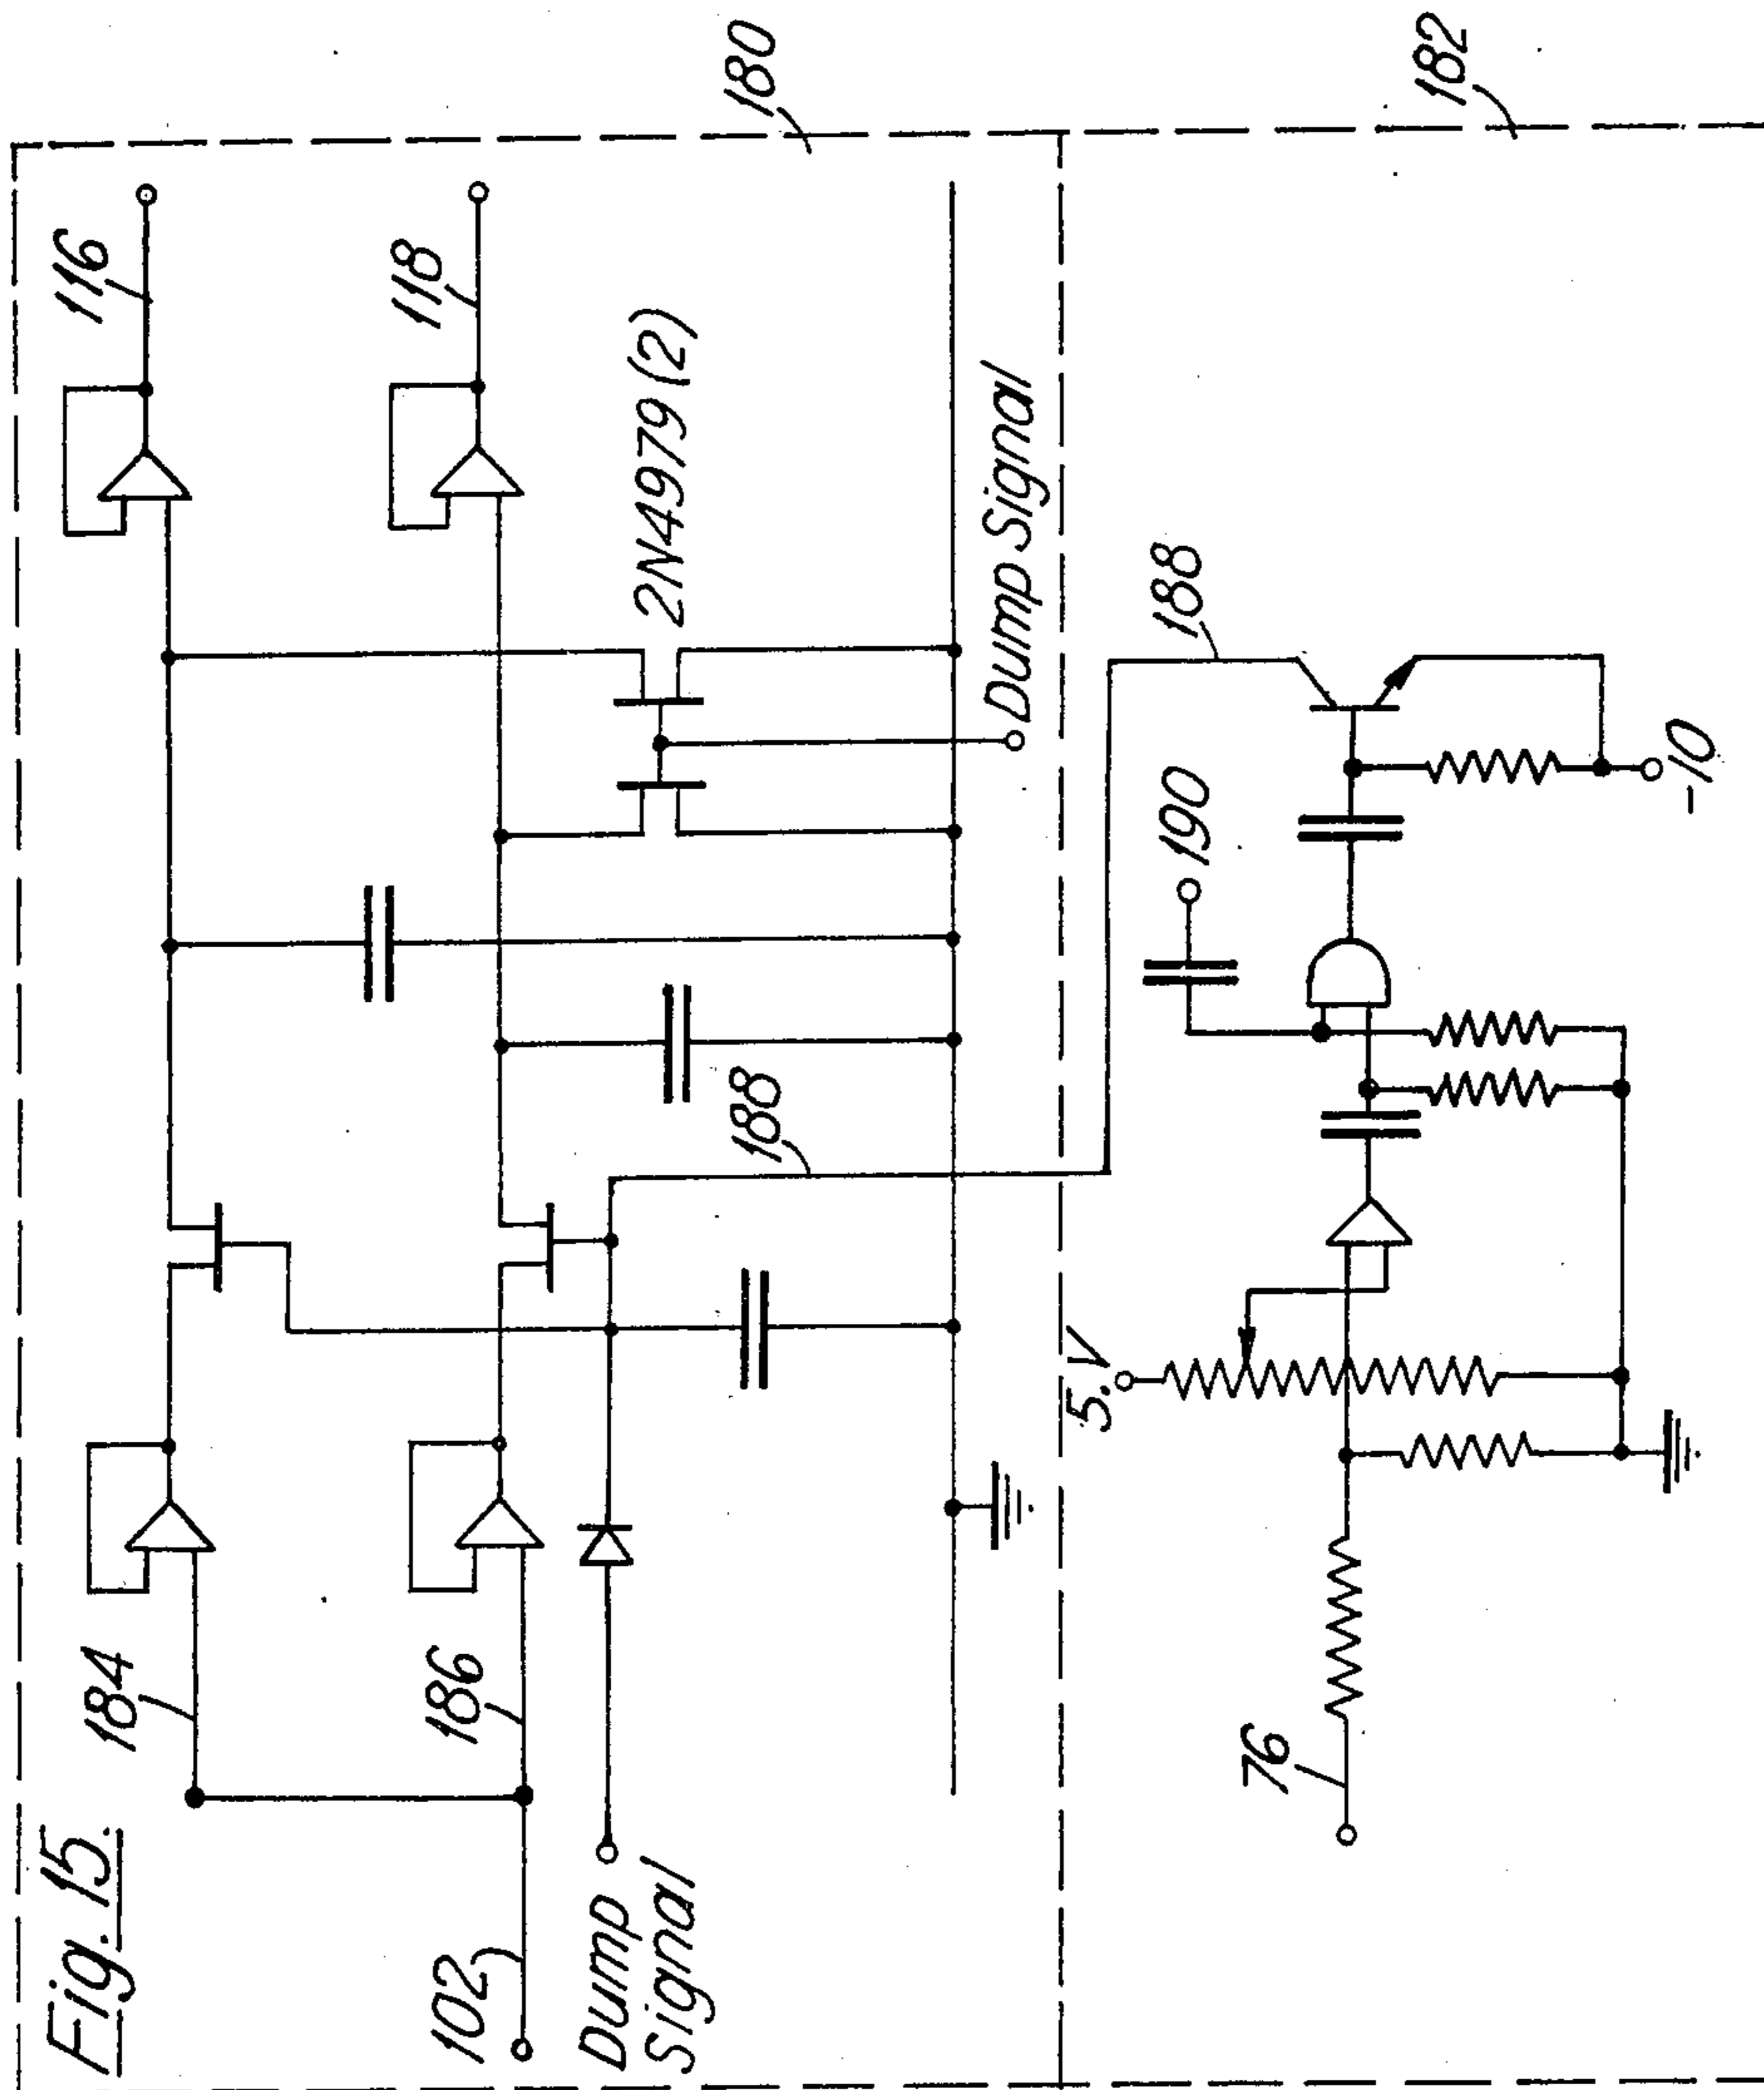 Fig. 15.
116
184
180
118
186
102
2N4979 (2)
Dump
Signal
188
Dump Signal
5.V
188
190
76
-10
182